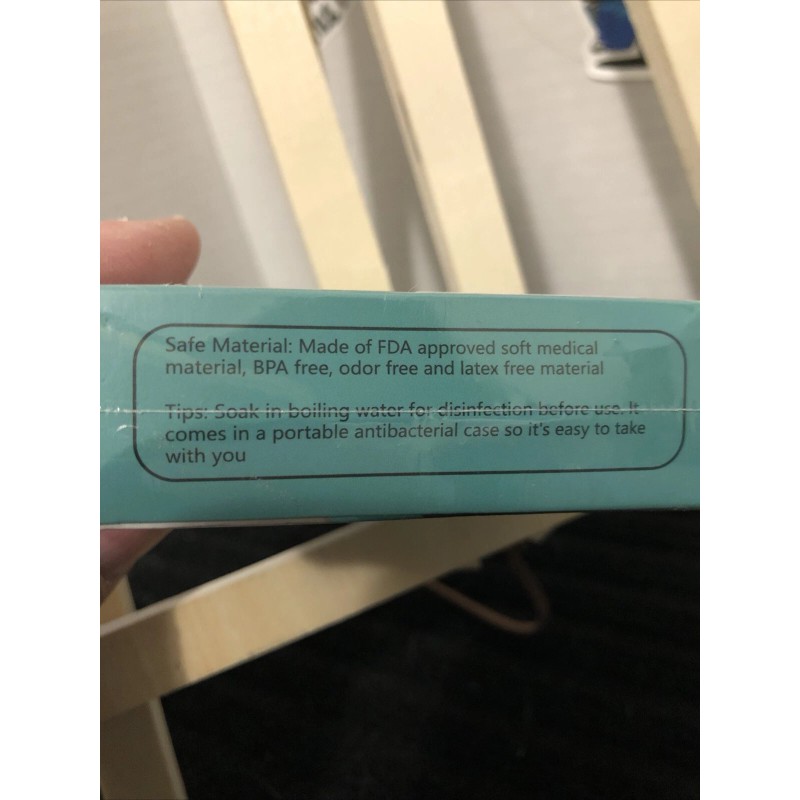 Safe Material: Made of FDA approved soft medical
material, BPA free, odor free and latex free material
Tips: Soak in boiling water for disinfection before use. It
comes in a portable antibacterial case so it's easy to take
with you